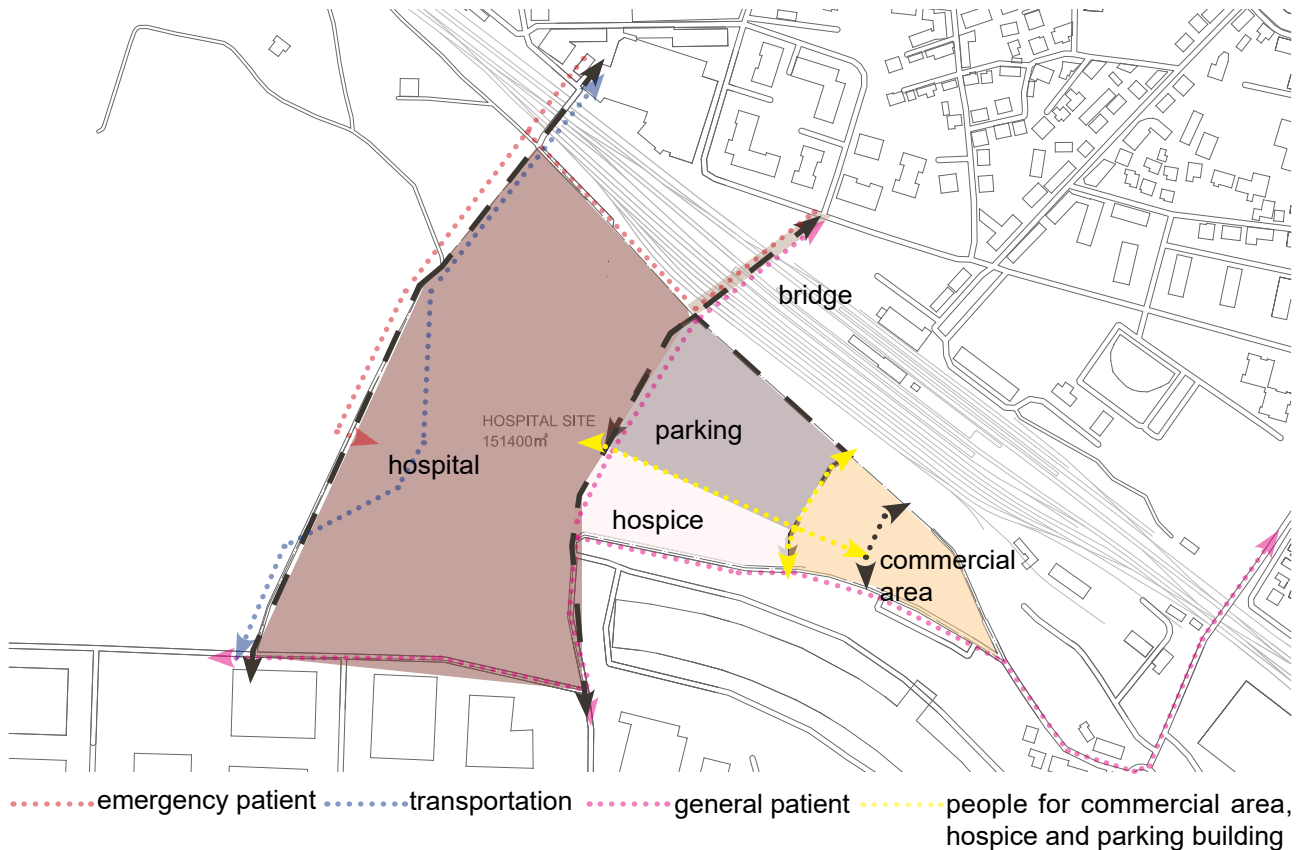 bridge
HOSPITAL SITE
151400㎡
parking
hospital
hospice
commercial
area
emergency patient
transportation
general patient
people for commercial area,
hospice and parking building